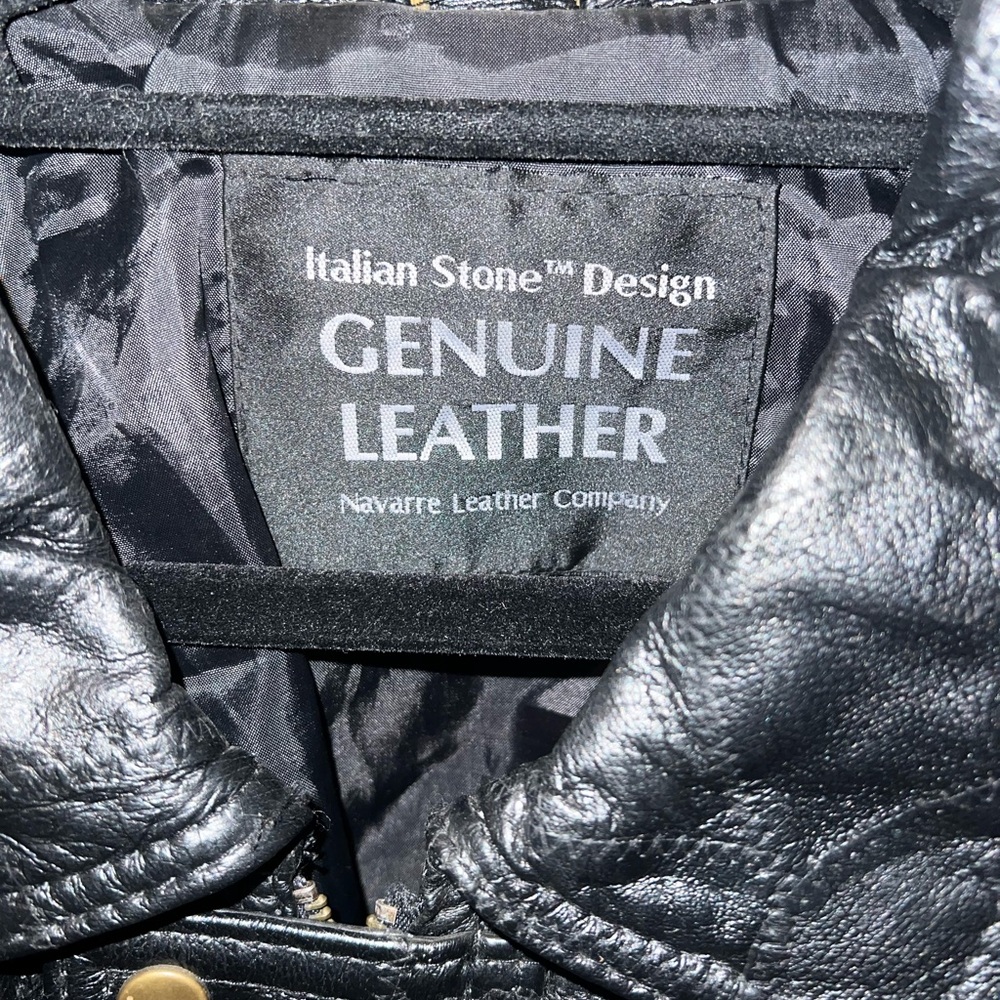 Italian Stone™ Design
GENUINE
LEATHER
Navarre Leather Company